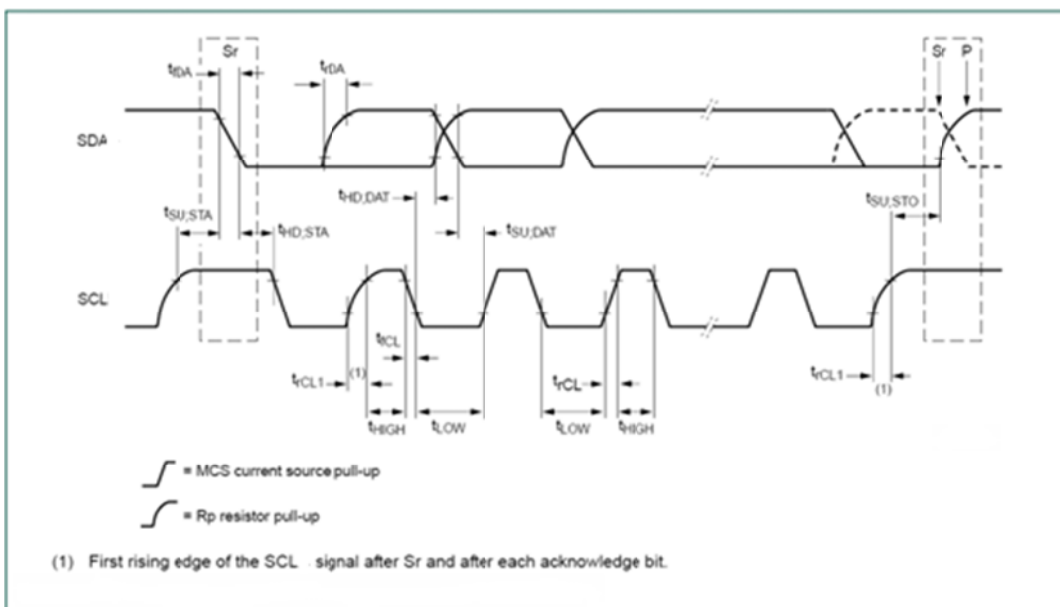 Sr
Sr P
tfDA
trDA
SDA
tHD;DAT
tSU;STA
tHD;STA
tSU;DAT
tSU;STO
SCL
tfCL
trCL1
(1)
trCL
trCL1
(1)
tHIGH
tLOW
tLOW
tHIGH
= MCS current source pull-up
= Rp resistor pull-up
(1) First rising edge of the SCL signal after Sr and after each acknowledge bit.